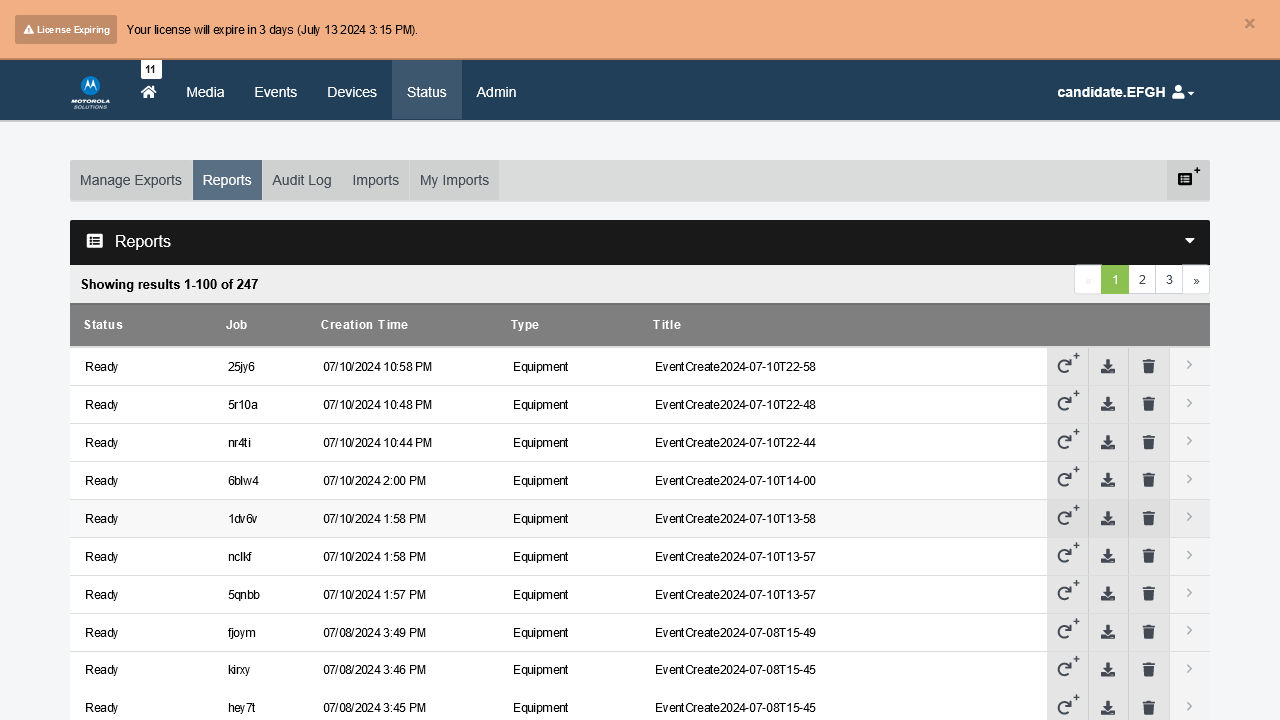 License Expiring Your license will expire in 3 days (July 13 2024 3:15 PM). ×
11
MOTOROLA SOLUTIONS Media Events Devices Status Admin candidate.EFGH
Manage Exports Reports Audit Log Imports My Imports
Reports
Showing results 1-100 of 247 « 1 2 3 »
Status Job Creation Time Type Title
Ready 25jy6 07/10/2024 10:58 PM Equipment EventCreate2024-07-10T22-58
Ready 5r10a 07/10/2024 10:48 PM Equipment EventCreate2024-07-10T22-48
Ready nr4ti 07/10/2024 10:44 PM Equipment EventCreate2024-07-10T22-44
Ready 6blw4 07/10/2024 2:00 PM Equipment EventCreate2024-07-10T14-00
Ready 1dv6v 07/10/2024 1:58 PM Equipment EventCreate2024-07-10T13-58
Ready nclkf 07/10/2024 1:58 PM Equipment EventCreate2024-07-10T13-57
Ready 5qnbb 07/10/2024 1:57 PM Equipment EventCreate2024-07-10T13-57
Ready fjoym 07/08/2024 3:49 PM Equipment EventCreate2024-07-08T15-49
Ready kirxy 07/08/2024 3:46 PM Equipment EventCreate2024-07-08T15-45
Ready hey7t 07/08/2024 3:45 PM Equipment EventCreate2024-07-08T15-45